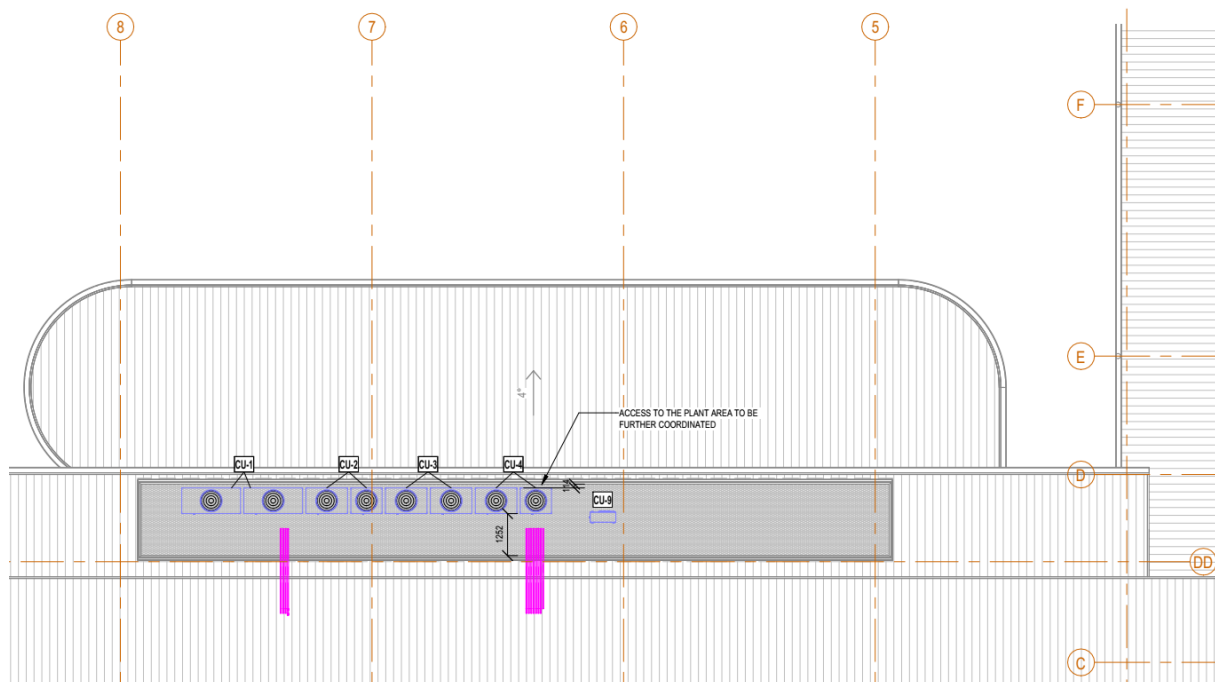 8
7
6
5
F
E
4°
ACCESS TO THE PLANT AREA TO BE
FURTHER COORDINATED
CU-1
CU-2
CU-3
CU-4
D
CU-9
1252
DD
C